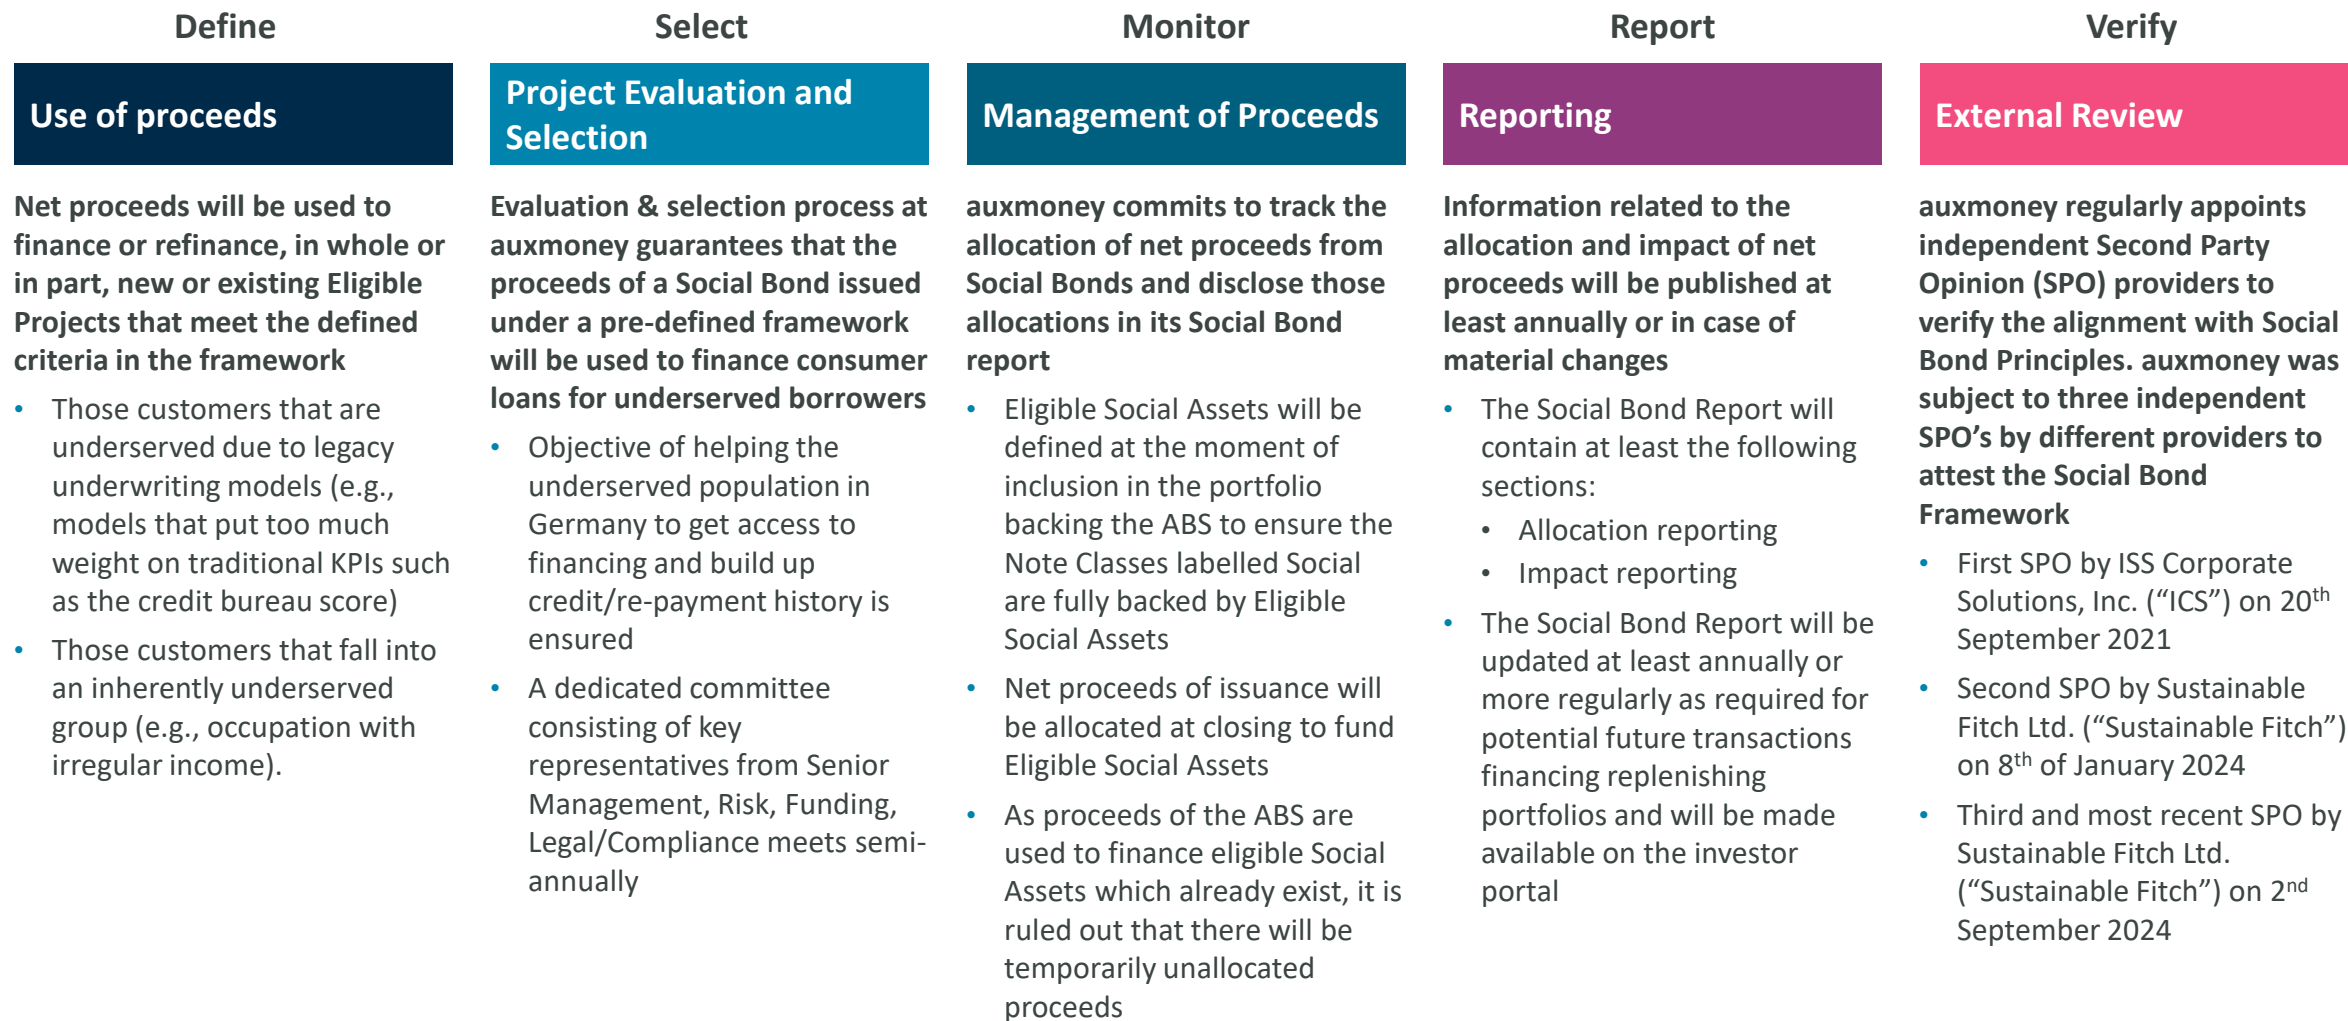 Define
Use of proceeds
Net proceeds will be used to
finance or refinance, in whole or
in part, new or existing Eligible
Projects that meet the defined
criteria in the framework
• Those customers that are
underserved due to legacy
underwriting models (e.g.,
models that put too much
weight on traditional KPIs such
as the credit bureau score)
• Those customers that fall into
an inherently underserved
group (e.g., occupation with
irregular income).
Select
Project Evaluation and
Selection
Evaluation & selection process at
auxmoney guarantees that the
proceeds of a Social Bond issued
under a pre-defined framework
will be used to finance consumer
loans for underserved borrowers
• Objective of helping the
underserved population in
Germany to get access to
financing and build up
credit/re-payment history is
ensured
• A dedicated committee
consisting of key
representatives from Senior
Management, Risk, Funding,
Legal/Compliance meets semi-
annually
Monitor
Management of Proceeds
auxmoney commits to track the
allocation of net proceeds from
Social Bonds and disclose those
allocations in its Social Bond
report
• Eligible Social Assets will be
defined at the moment of
inclusion in the portfolio
backing the ABS to ensure the
Note Classes labelled Social
are fully backed by Eligible
Social Assets
• Net proceeds of issuance will
be allocated at closing to fund
Eligible Social Assets
• As proceeds of the ABS are
used to finance eligible Social
Assets which already exist, it is
ruled out that there will be
temporarily unallocated
proceeds
Report
Reporting
Information related to the
allocation and impact of net
proceeds will be published at
least annually or in case of
material changes
• The Social Bond Report will
contain at least the following
sections:
• Allocation reporting
• Impact reporting
• The Social Bond Report will be
updated at least annually or
more regularly as required for
potential future transactions
financing replenishing
portfolios and will be made
available on the investor
portal
Verify
External Review
auxmoney regularly appoints
independent Second Party
Opinion (SPO) providers to
verify the alignment with Social
Bond Principles. auxmoney was
subject to three independent
SPO’s by different providers to
attest the Social Bond
Framework
• First SPO by ISS Corporate
Solutions, Inc. (“ICS”) on 20th
September 2021
• Second SPO by Sustainable
Fitch Ltd. (“Sustainable Fitch”)
on 8th of January 2024
• Third and most recent SPO by
Sustainable Fitch Ltd.
(“Sustainable Fitch”) on 2nd
September 2024